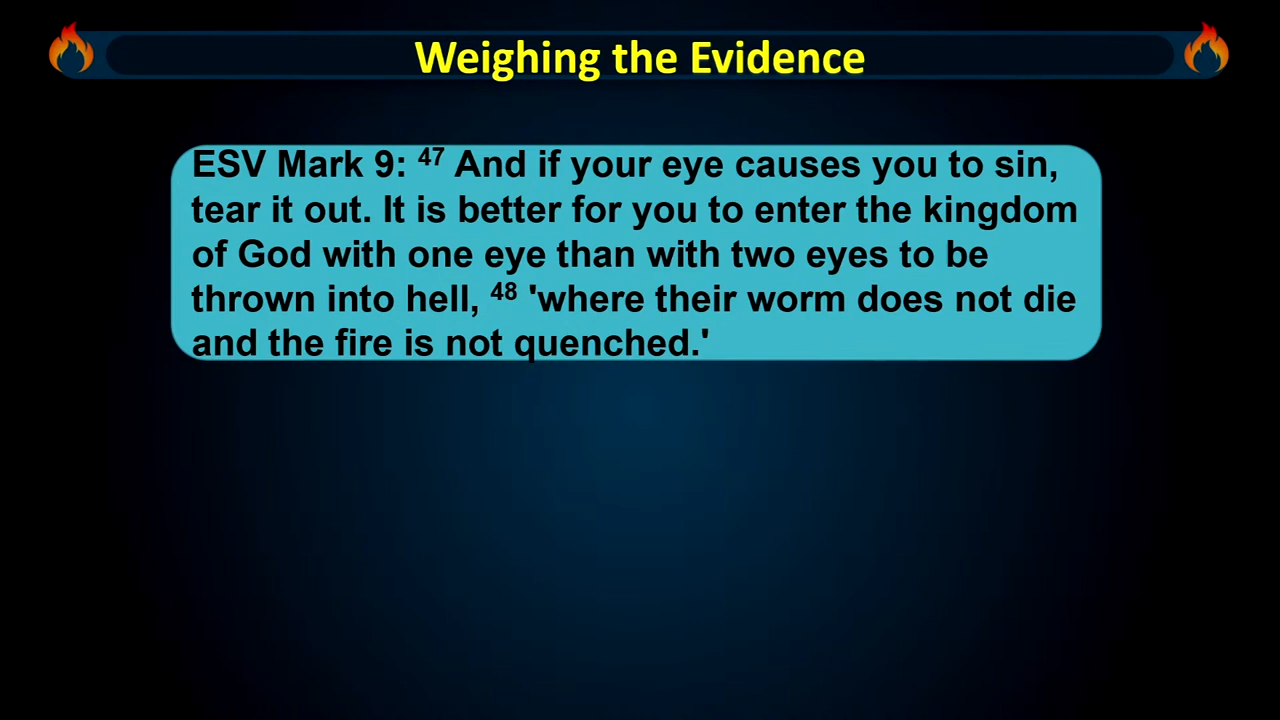 Weighing the Evidence
ESV Mark 9: 47 And if your eye causes you to sin,
tear it out. It is better for you to enter the kingdom
of God with one eye than with two eyes to be
thrown into hell, 48 'where their worm does not die
and the fire is not quenched.'